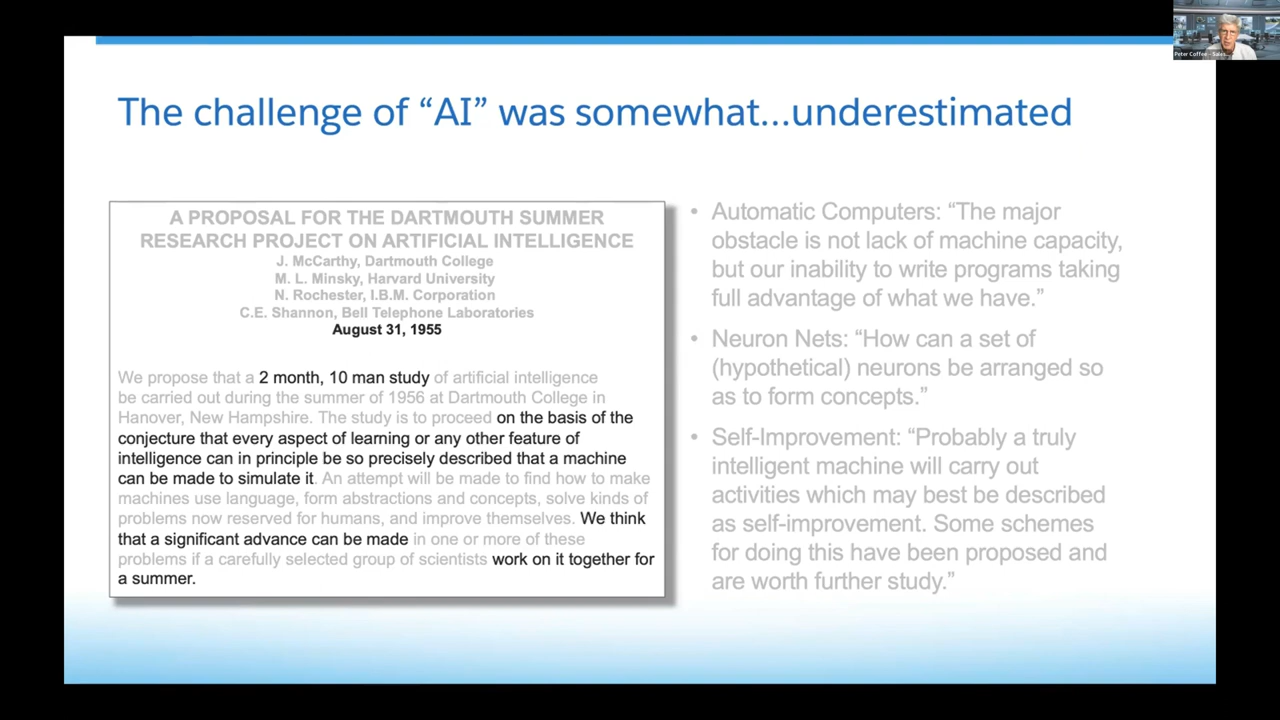 Peter Coffee - Sales...
The challenge of “AI” was somewhat...underestimated
A PROPOSAL FOR THE DARTMOUTH SUMMER
RESEARCH PROJECT ON ARTIFICIAL INTELLIGENCE
J. McCarthy, Dartmouth College
M. L. Minsky, Harvard University
N. Rochester, I.B.M. Corporation
C.E. Shannon, Bell Telephone Laboratories
August 31, 1955
We propose that a 2 month, 10 man study of artificial intelligence
be carried out during the summer of 1956 at Dartmouth College in
Hanover, New Hampshire. The study is to proceed on the basis of the
conjecture that every aspect of learning or any other feature of
intelligence can in principle be so precisely described that a machine
can be made to simulate it. An attempt will be made to find how to make
machines use language, form abstractions and concepts, solve kinds of
problems now reserved for humans, and improve themselves. We think
that a significant advance can be made in one or more of these
problems if a carefully selected group of scientists work on it together for
a summer.
• Automatic Computers: “The major
obstacle is not lack of machine capacity,
but our inability to write programs taking
full advantage of what we have.”
• Neuron Nets: “How can a set of
(hypothetical) neurons be arranged so
as to form concepts.”
• Self-Improvement: “Probably a truly
intelligent machine will carry out
activities which may best be described
as self-improvement. Some schemes
for doing this have been proposed and
are worth further study.”